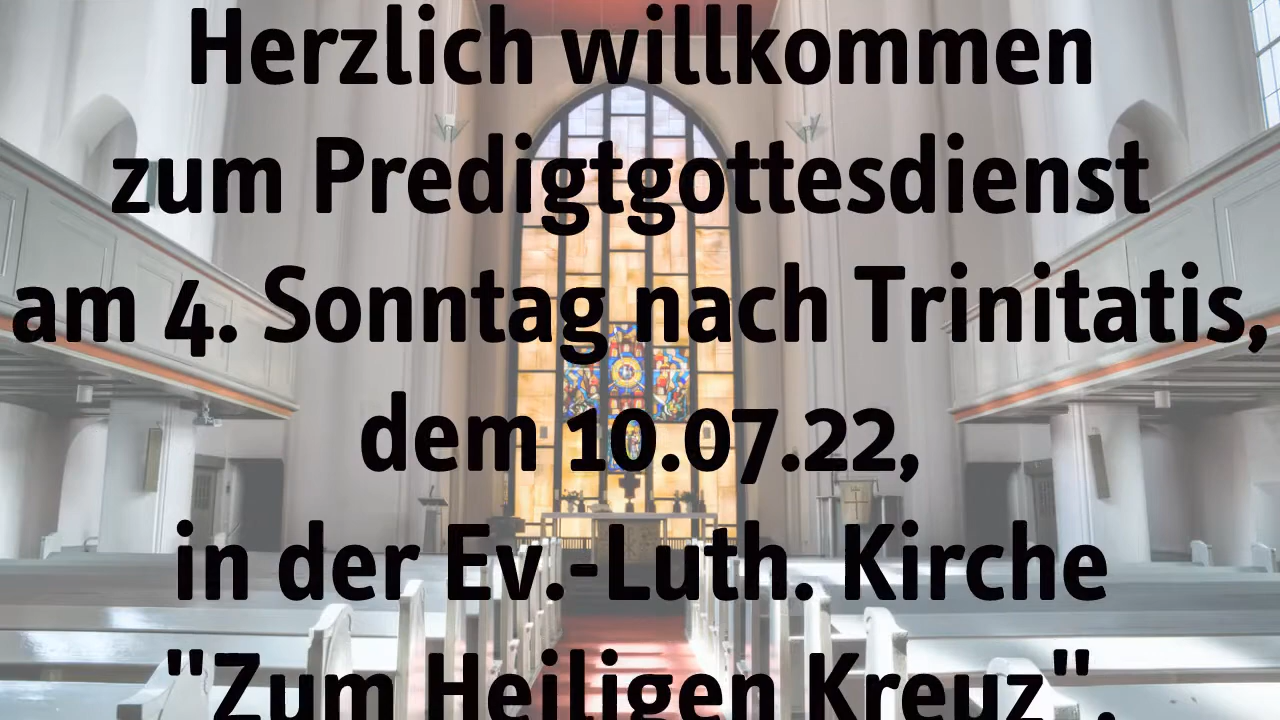 Herzlich willkommen
zum Predigtgottesdienst
am 4. Sonntag nach Trinitatis,
dem 10.07.22,
in der Ev.-Luth. Kirche
"Zum Heiligen Kreuz".